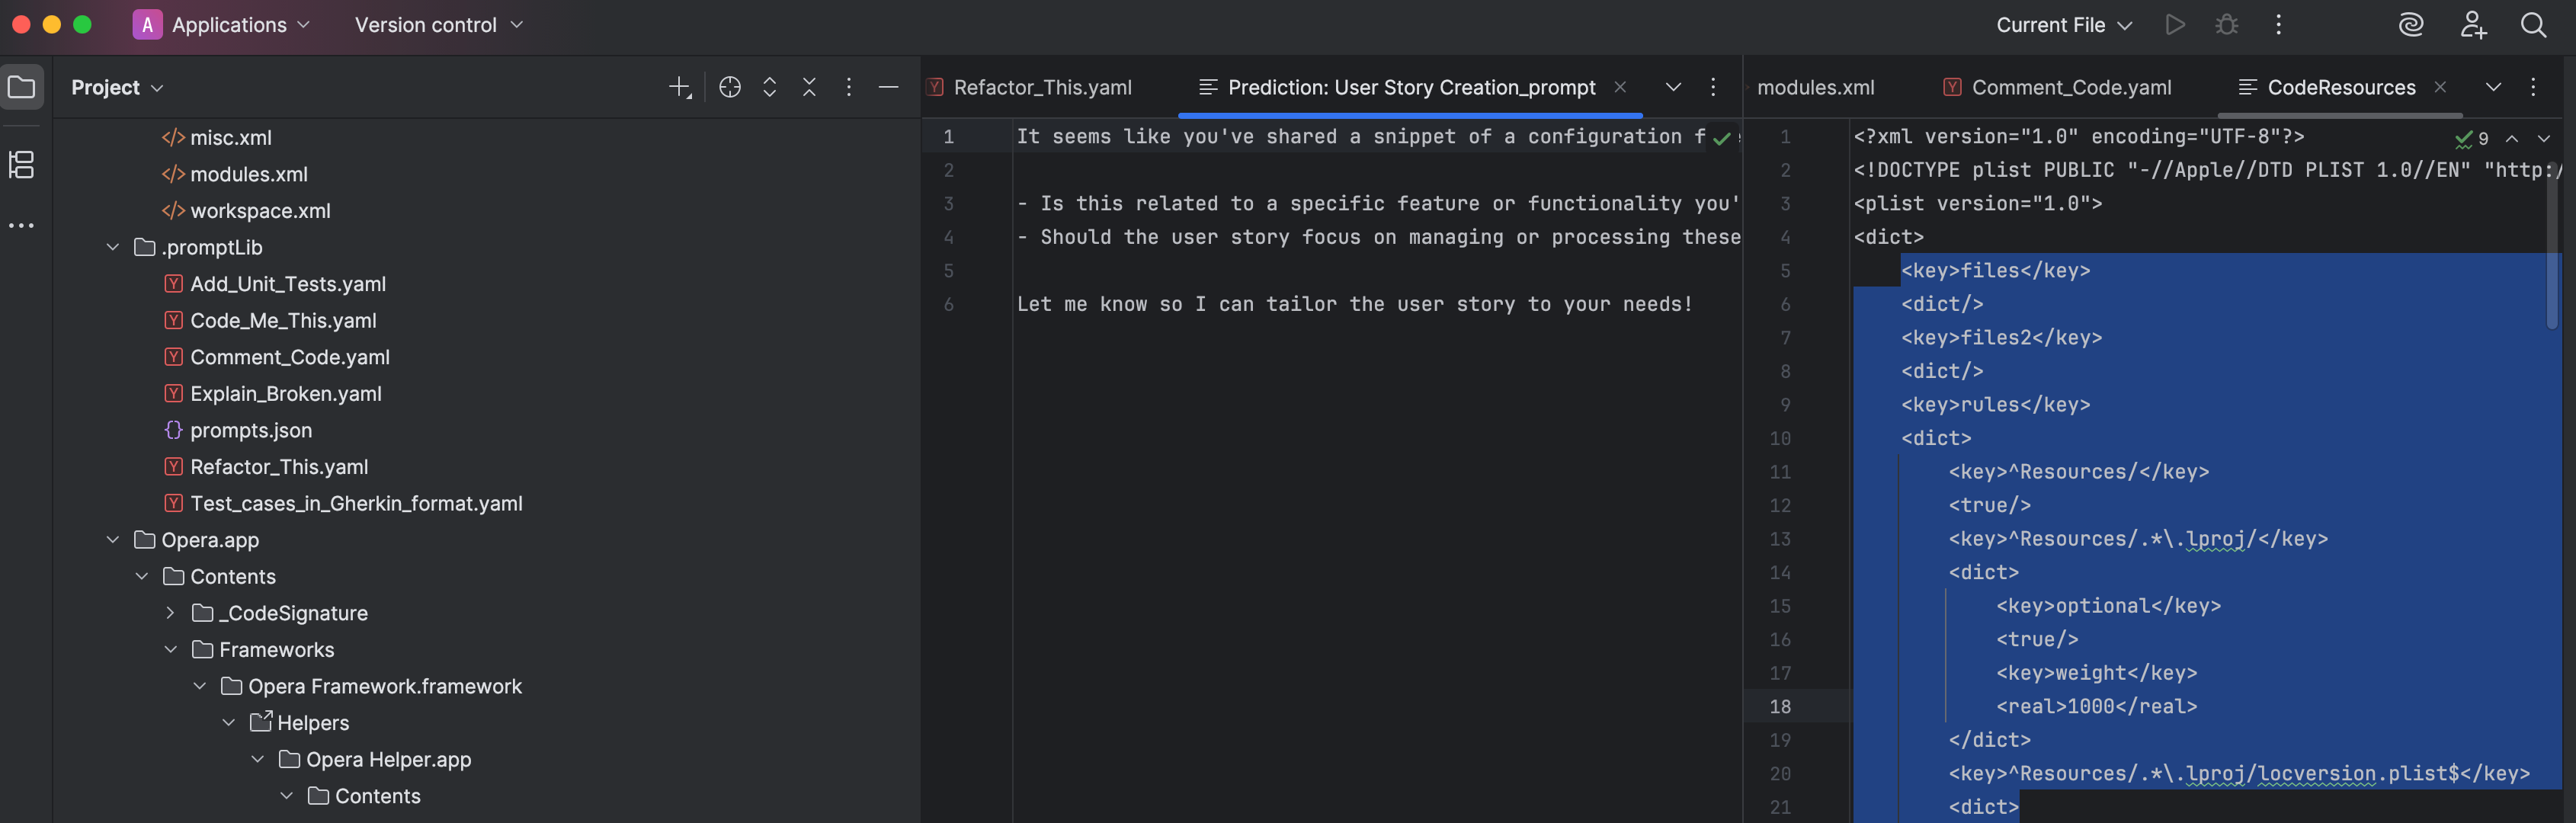 A Applications Version control Current File
Project
misc.xml
modules.xml
workspace.xml
.promptLib
Add_Unit_Tests.yaml
Code_Me_This.yaml
Comment_Code.yaml
Explain_Broken.yaml
prompts.json
Refactor_This.yaml
Test_cases_in_Gherkin_format.yaml
Opera.app
Contents
_CodeSignature
Frameworks
Opera Framework.framework
Helpers
Opera Helper.app
Contents
Refactor_This.yaml Prediction: User Story Creation_prompt
1 It seems like you've shared a snippet of a configuration f
2
3 - Is this related to a specific feature or functionality you'
4 - Should the user story focus on managing or processing these
5
6 Let me know so I can tailor the user story to your needs!
modules.xml Comment_Code.yaml CodeResources
9
1 <?xml version="1.0" encoding="UTF-8"?>
2 <!DOCTYPE plist PUBLIC "-//Apple//DTD PLIST 1.0//EN" "http:/
3 <plist version="1.0">
4 <dict>
5 <key>files</key>
6 <dict/>
7 <key>files2</key>
8 <dict/>
9 <key>rules</key>
10 <dict>
11 <key>^Resources/</key>
12 <true/>
13 <key>^Resources/.*\.lproj/</key>
14 <dict>
15 <key>optional</key>
16 <true/>
17 <key>weight</key>
18 <real>1000</real>
19 </dict>
20 <key>^Resources/.*\.lproj/locversion.plist$</key>
21 <dict>